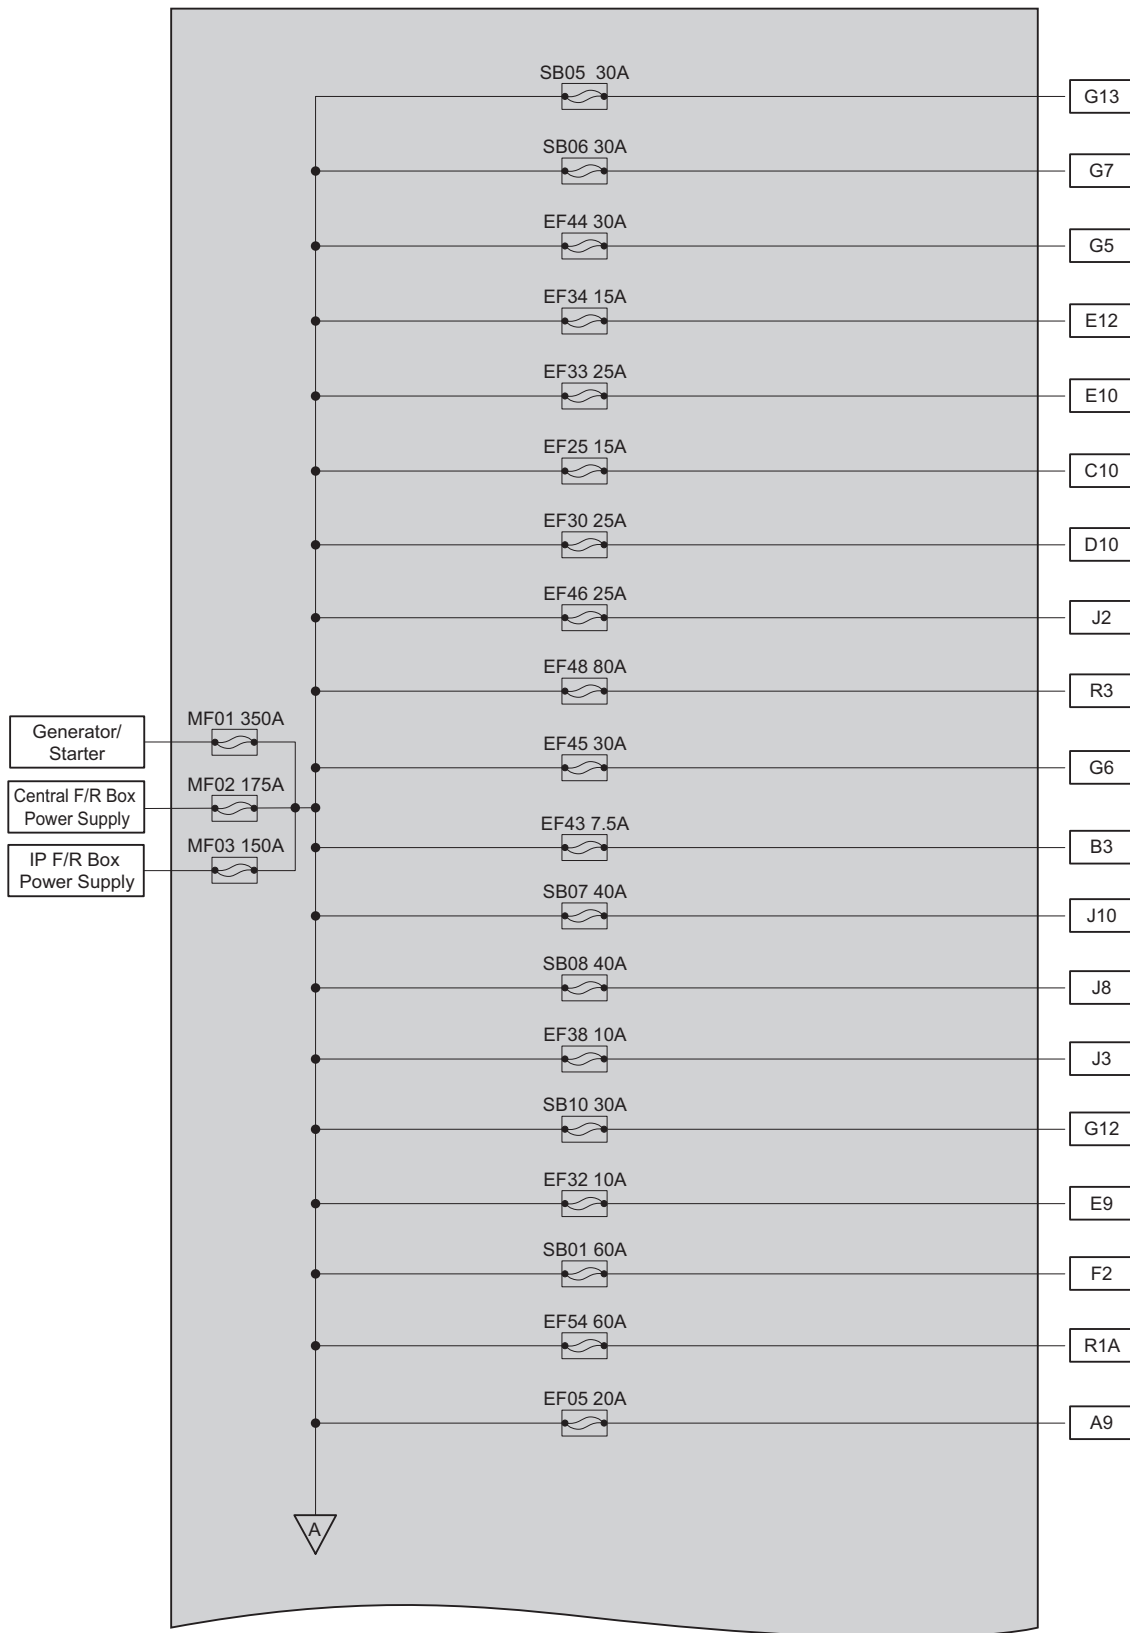 SB05 30A
G13
SB06 30A
G7
EF44 30A
G5
EF34 15A
E12
EF33 25A
E10
EF25 15A
C10
EF30 25A
D10
EF46 25A
J2
EF48 80A
R3
Generator/
Starter
MF01 350A
EF45 30A
G6
Central F/R Box
Power Supply
MF02 175A
EF43 7.5A
B3
IP F/R Box
Power Supply
MF03 150A
SB07 40A
J10
SB08 40A
J8
EF38 10A
J3
SB10 30A
G12
EF32 10A
E9
SB01 60A
F2
EF54 60A
R1A
EF05 20A
A9
A